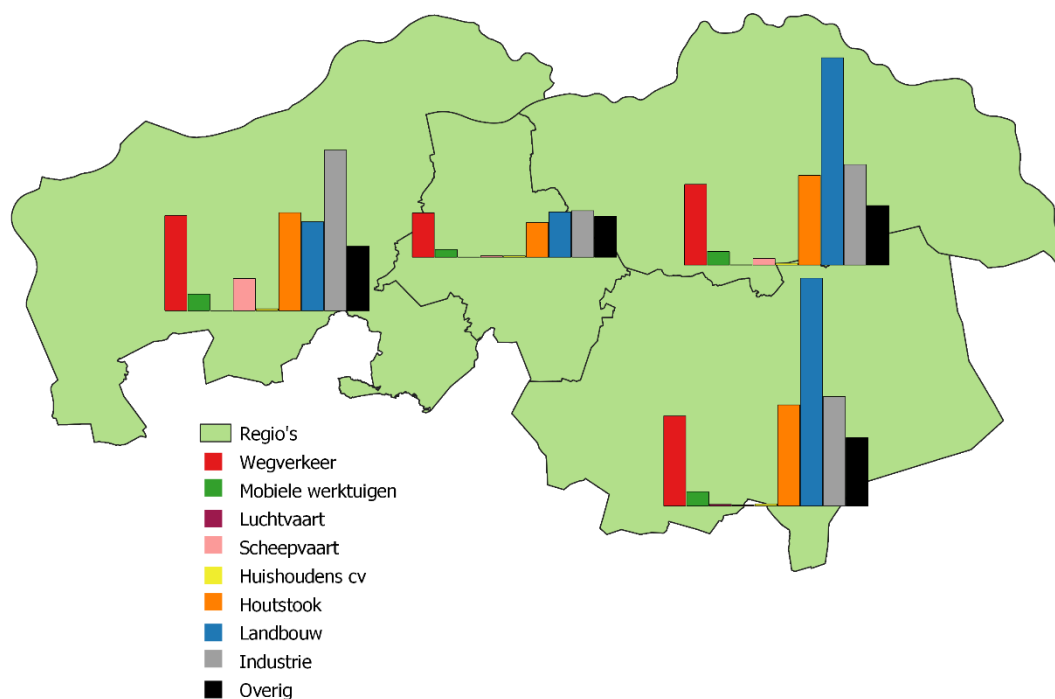 Regio's
Wegverkeer
Mobiele werktuigen
Luchtvaart
Scheepvaart
Huishoudens cv
Houtstook
Landbouw
Industrie
Overig